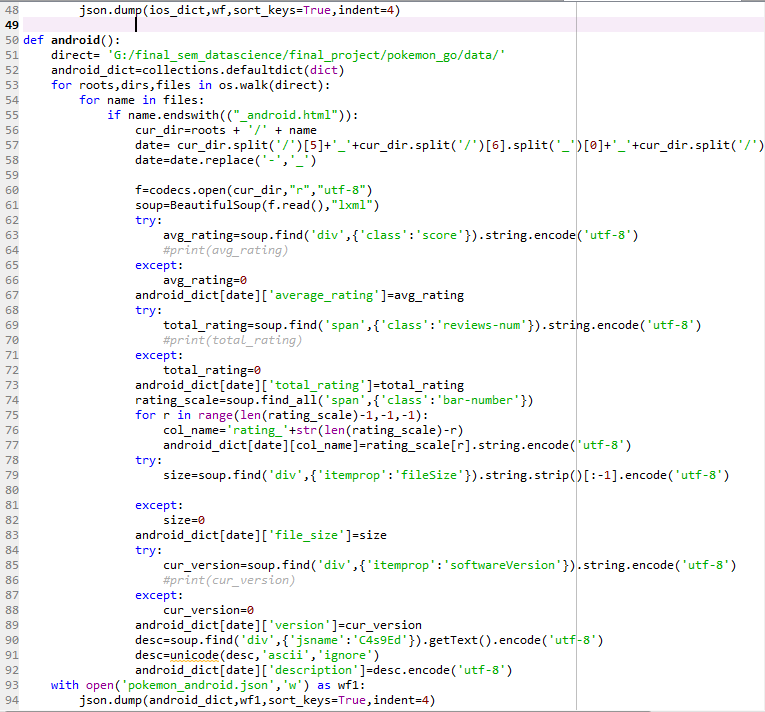 48 json.dump(ios_dict,wf,sort_keys=True,indent=4)
49
50 def android():
51 direct= 'G:/final_sem_datascience/final_project/pokemon_go/data/'
52 android_dict=collections.defaultdict(dict)
53 for roots,dirs,files in os.walk(direct):
54 for name in files:
55 if name.endswith(("_android.html")):
56 cur_dir=roots + '/' + name
57 date= cur_dir.split('/')[5]+'_'+cur_dir.split('/')[6].split('_')[0]+'_'+cur_dir.split('/')
58 date=date.replace('-','_')
59
60 f=codecs.open(cur_dir,"r","utf-8")
61 soup=BeautifulSoup(f.read(),"lxml")
62 try:
63 avg_rating=soup.find('div',{'class':'score'}).string.encode('utf-8')
64 #print(avg_rating)
65 except:
66 avg_rating=0
67 android_dict[date]['average_rating']=avg_rating
68 try:
69 total_rating=soup.find('span',{'class':'reviews-num'}).string.encode('utf-8')
70 #print(total_rating)
71 except:
72 total_rating=0
73 android_dict[date]['total_rating']=total_rating
74 rating_scale=soup.find_all('span',{'class':'bar-number'})
75 for r in range(len(rating_scale)-1,-1,-1):
76 col_name='rating_'+str(len(rating_scale)-r)
77 android_dict[date][col_name]=rating_scale[r].string.encode('utf-8')
78 try:
79 size=soup.find('div',{'itemprop':'fileSize'}).string.strip()[:-1].encode('utf-8')
80
81 except:
82 size=0
83 android_dict[date]['file_size']=size
84 try:
85 cur_version=soup.find('div',{'itemprop':'softwareVersion'}).string.encode('utf-8')
86 #print(cur_version)
87 except:
88 cur_version=0
89 android_dict[date]['version']=cur_version
90 desc=soup.find('div',{'jsname':'C4s9Ed'}).getText().encode('utf-8')
91 desc=unicode(desc,'ascii','ignore')
92 android_dict[date]['description']=desc.encode('utf-8')
93 with open('pokemon_android.json','w') as wf1:
94 json.dump(android_dict,wf1,sort_keys=True,indent=4)